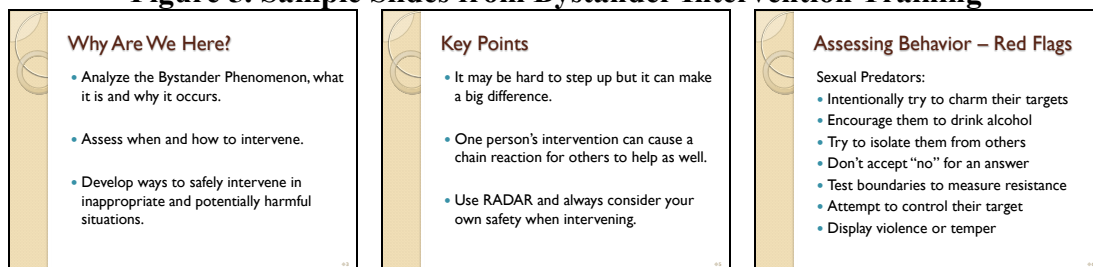 Figure 3. Sample Slides from Bystander Intervention Training
Why Are We Here?
• Analyze the Bystander Phenomenon, what
it is and why it occurs.
• Assess when and how to intervene.
• Develop ways to safely intervene in
inappropriate and potentially harmful
situations.
Key Points
• It may be hard to step up but it can make
a big difference.
• One person's intervention can cause a
chain reaction for others to help as well.
• Use RADAR and always consider your
own safety when intervening.
Assessing Behavior – Red Flags
Sexual Predators:
• Intentionally try to charm their targets
• Encourage them to drink alcohol
• Try to isolate them from others
• Don't accept “no” for an answer
• Test boundaries to measure resistance
• Attempt to control their target
• Display violence or temper